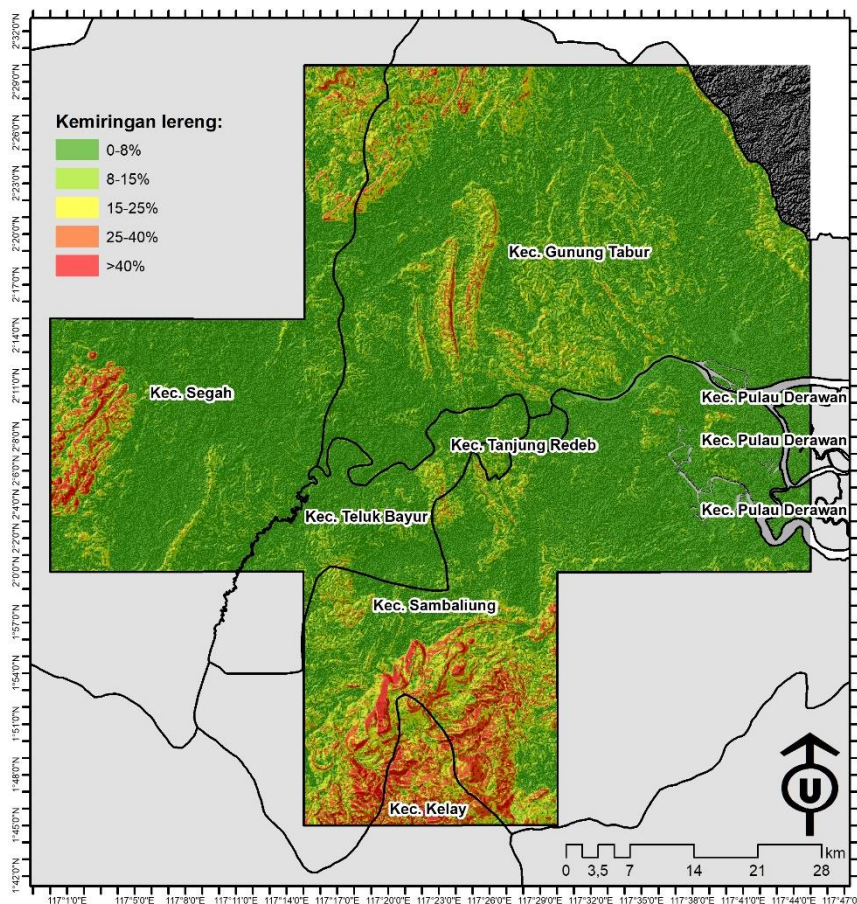 2°32'0"N
2°29'0"N
2°26'0"N
2°23'0"N
2°20'0"N
2°17'0"N
2°14'0"N
2°11'0"N
2°8'0"N
2°6'0"N
2°4'0"N
2°2'0"N
2°0'0"N
1°57'0"N
1°54'0"N
1°51'0"N
1°48'0"N
1°45'0"N
1°42'0"N
Kemiringan lereng:
0-8%
8-15%
15-25%
25-40%
>40%
Kec. Gunung Tabur
Kec. Segah
Kec. Pulau Derawan
Kec. Tanjung Redeb
Kec. Pulau Derawan
Kec. Teluk Bayur
Kec. Pulau Derawan
Kec. Sambaliung
Kec. Kelay
U
km
0 3,5 7 14 21 28
117°1'0"E 117°5'0"E 117°8'0"E 117°11'0"E 117°14'0"E 117°20'0"E 117°23'0"E 117°26'0"E 117°29'0"E 117°32'0"E 117°35'0"E 117°38'0"E 117°41'0"E 117°44'0"E 117°47'0"E